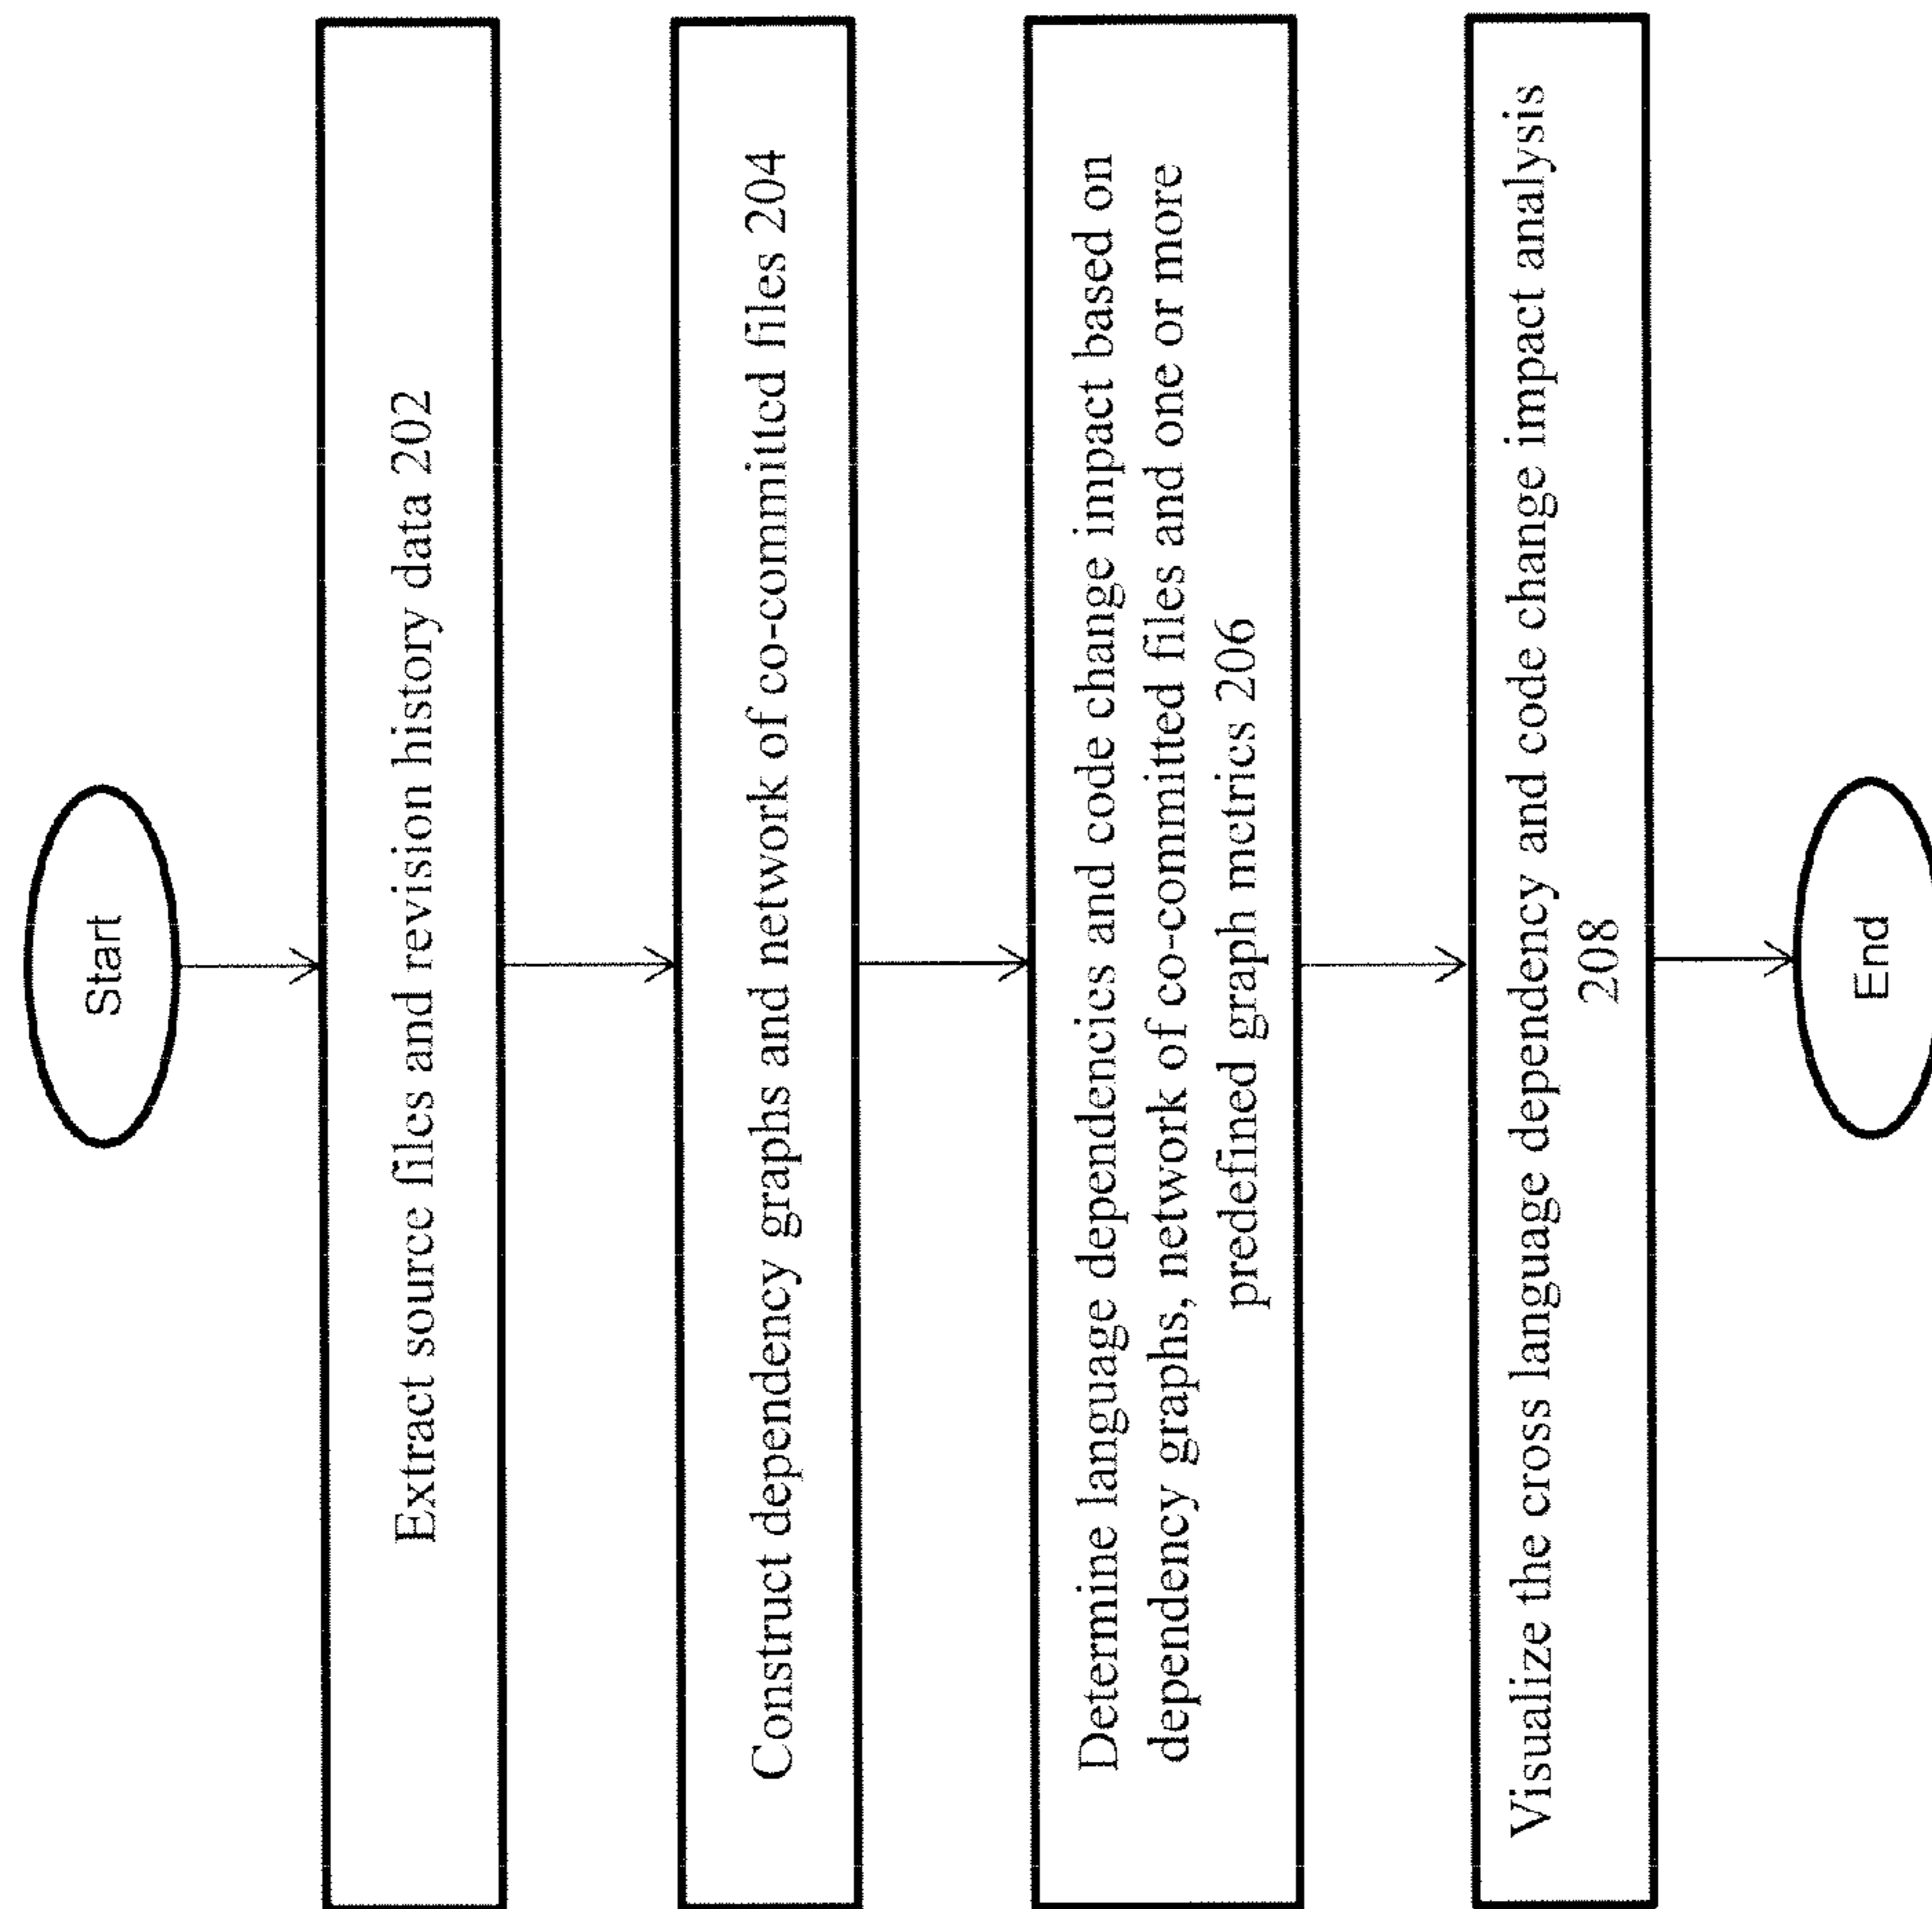 Start
Extract source files and revision history data 202
Construct dependency graphs and network of co-committed files 204
Determine language dependencies and code change impact based on
dependency graphs, network of co-committed files and one or more
predefined graph metrics 206
Visualize the cross language dependency and code change impact analysis
208
End